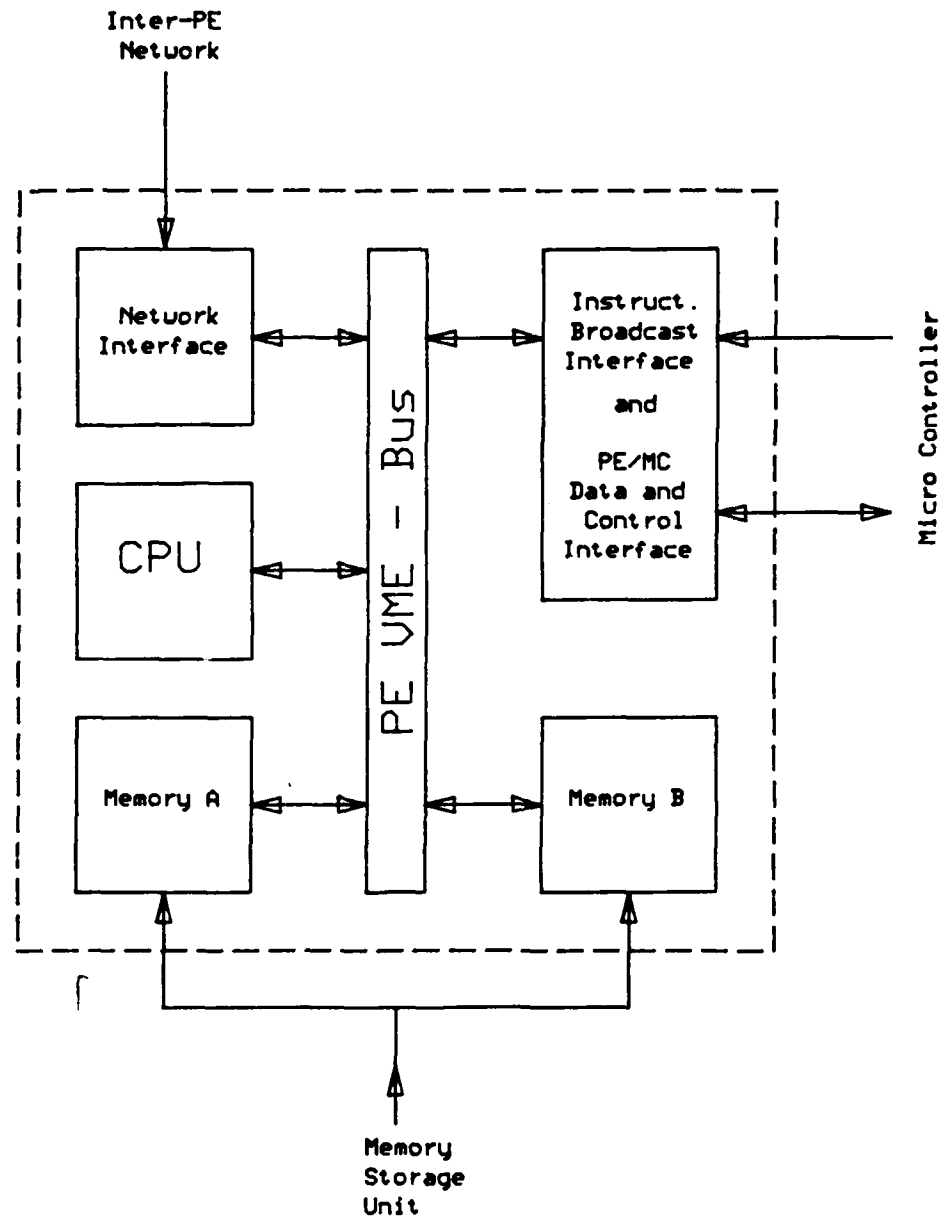 Inter-PE
Network
Network
Interface
CPU
Memory A
PE VME - Bus
Instruct.
Broadcast
Interface
and
PE/MC
Data and
Control
Interface
Memory B
Micro Controller
Memory
Storage
Unit